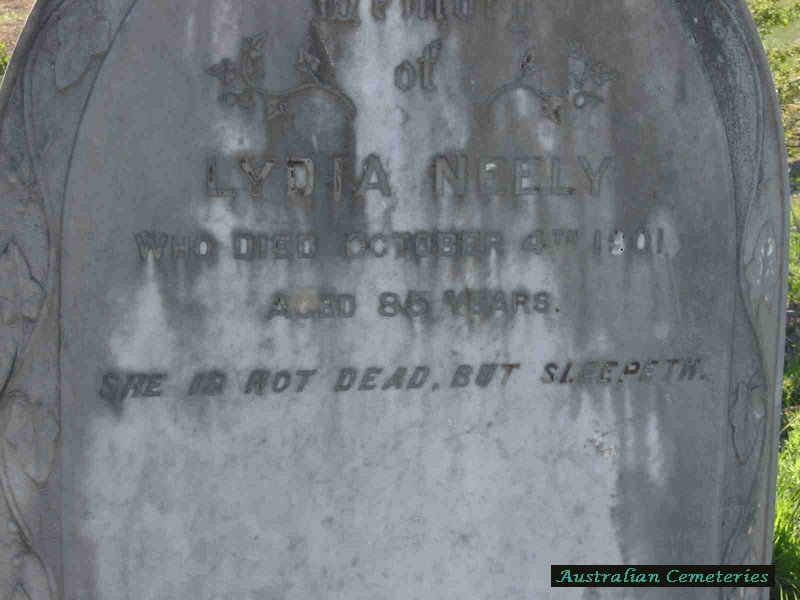 Memory
of
LYDIA NEELY
WHO DIED OCTOBER 4TH 1901
AGED 85 YEARS.
SHE IS NOT DEAD, BUT SLEEPETH.
Australian Cemeteries